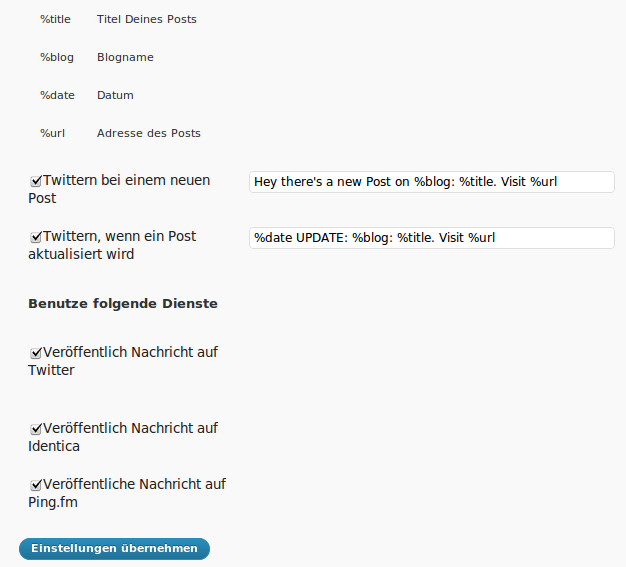 %title Titel Deines Posts
%blog Blogname
%date Datum
%url Adresse des Posts
Twittern bei einem neuen
Post
Hey there's a new Post on %blog: %title. Visit %url
Twittern, wenn ein Post
aktualisiert wird
%date UPDATE: %blog: %title. Visit %url
Benutze folgende Dienste
Veröffentlich Nachricht auf
Twitter
Veröffentlich Nachricht auf
Identica
Veröffentliche Nachricht auf
Ping.fm
Einstellungen übernehmen